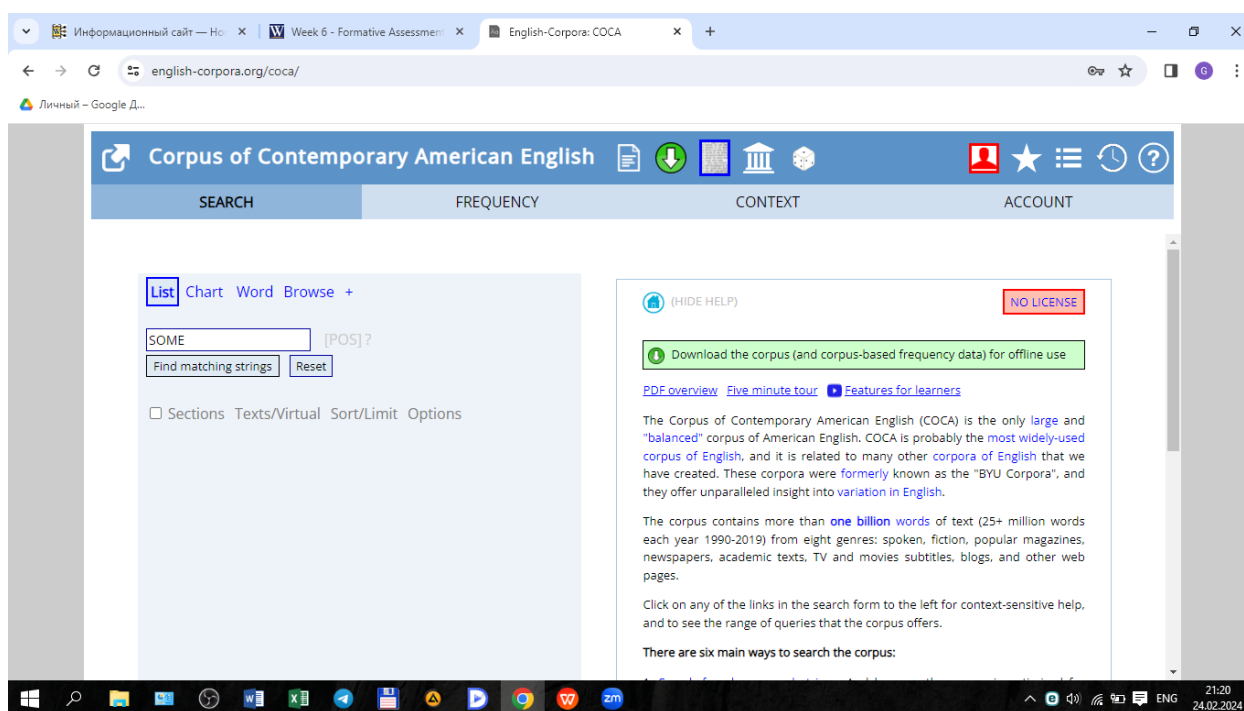 Информационный сайт — Но
Week 6 - Formative Assessmen
English-Corpora: COCA
english-corpora.org/coca/
G
Личный – Google Д...
Corpus of Contemporary American English
SEARCH FREQUENCY CONTEXT ACCOUNT
List Chart Word Browse +
SOME [POS] ?
Find matching strings Reset
Sections Texts/Virtual Sort/Limit Options
(HIDE HELP) NO LICENSE
Download the corpus (and corpus-based frequency data) for offline use
PDF overview Five minute tour Features for learners
The Corpus of Contemporary American English (COCA) is the only large and
"balanced" corpus of American English. COCA is probably the most widely-used
corpus of English, and it is related to many other corpora of English that we
have created. These corpora were formerly known as the "BYU Corpora", and
they offer unparalleled insight into variation in English.
The corpus contains more than one billion words of text (25+ million words
each year 1990-2019) from eight genres: spoken, fiction, popular magazines,
newspapers, academic texts, TV and movies subtitles, blogs, and other web
pages.
Click on any of the links in the search form to the left for context-sensitive help,
and to see the range of queries that the corpus offers.
There are six main ways to search the corpus:
zm
ENG
21:20
24.02.2024